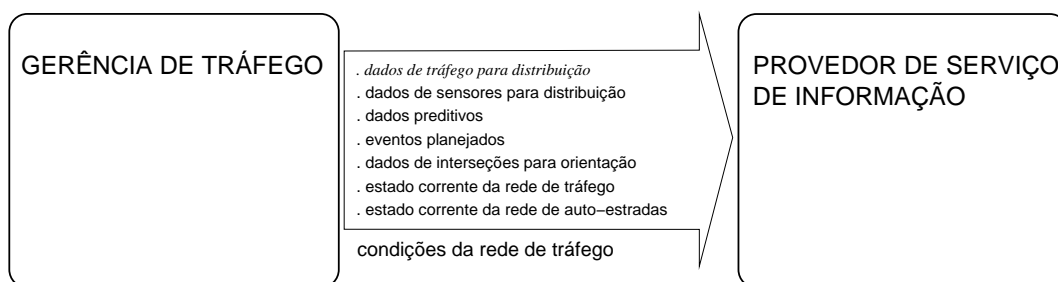 GERÊNCIA DE TRÁFEGO
. dados de tráfego para distribuição
. dados de sensores para distribuição
. dados preditivos
. eventos planejados
. dados de interseções para orientação
. estado corrente da rede de tráfego
. estado corrente da rede de auto−estradas
condições da rede de tráfego
PROVEDOR DE SERVIÇO
DE INFORMAÇÃO